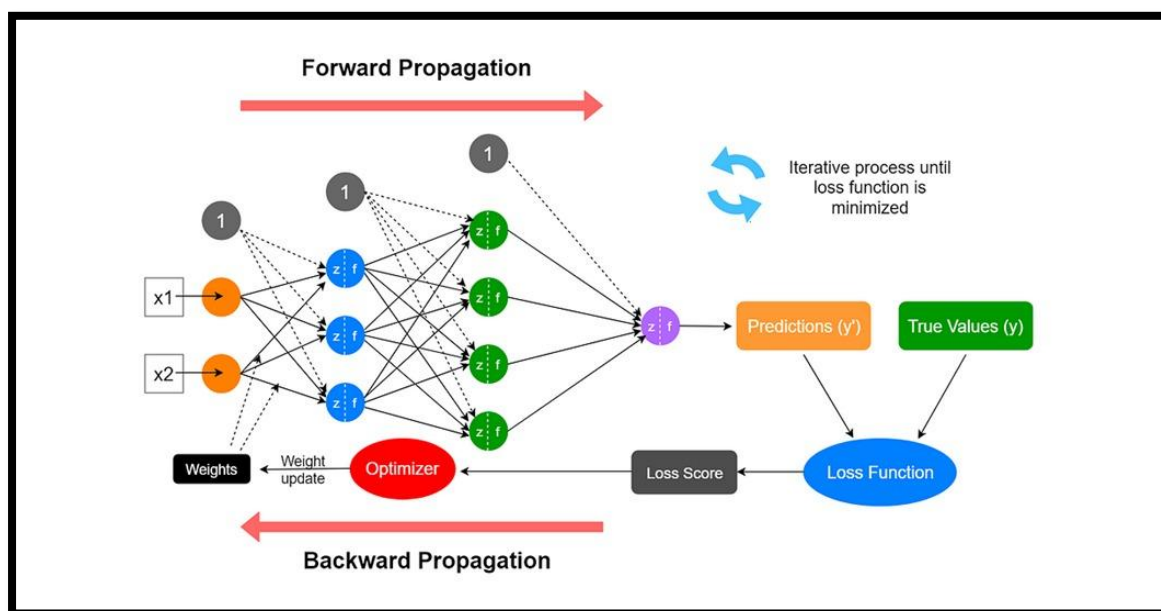 Forward Propagation
1
1
1
Iterative process until
loss function is
minimized
z f
z f
z f
z f
z f
z f
z f
z f
x1
x2
Predictions (y')
True Values (y)
Weights
Weight
update
Optimizer
Loss Score
Loss Function
Backward Propagation